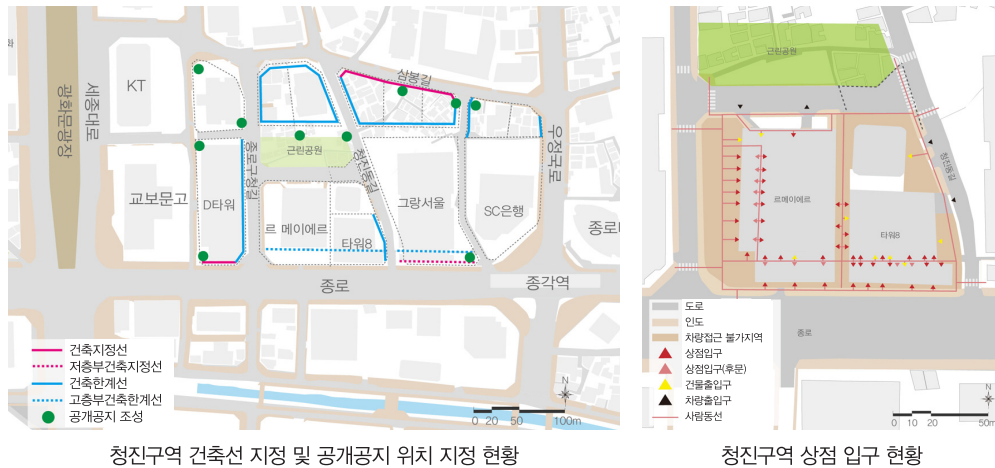 KT
세종대로
광화문광장
교보문고
D타워
종로구청길
근린공원
청진동길
삼봉길
우정국로
르 메이에르
타워8
그랑서울
SC은행
종로
종각역
건축지정선
저층부건축지정선
건축한계선
고층부건축한계선
공개공지 조성
N
0 20 50 100m
청진구역 건축선 지정 및 공개공지 위치 지정 현황
근린공원
청진동길
르메이에르
타워8
종로
도로
인도
차량접근 불가지역
상점입구
상점입구(후문)
건물출입구
차량출입구
사람동선
N
0 10 20 50m
청진구역 상점 입구 현황